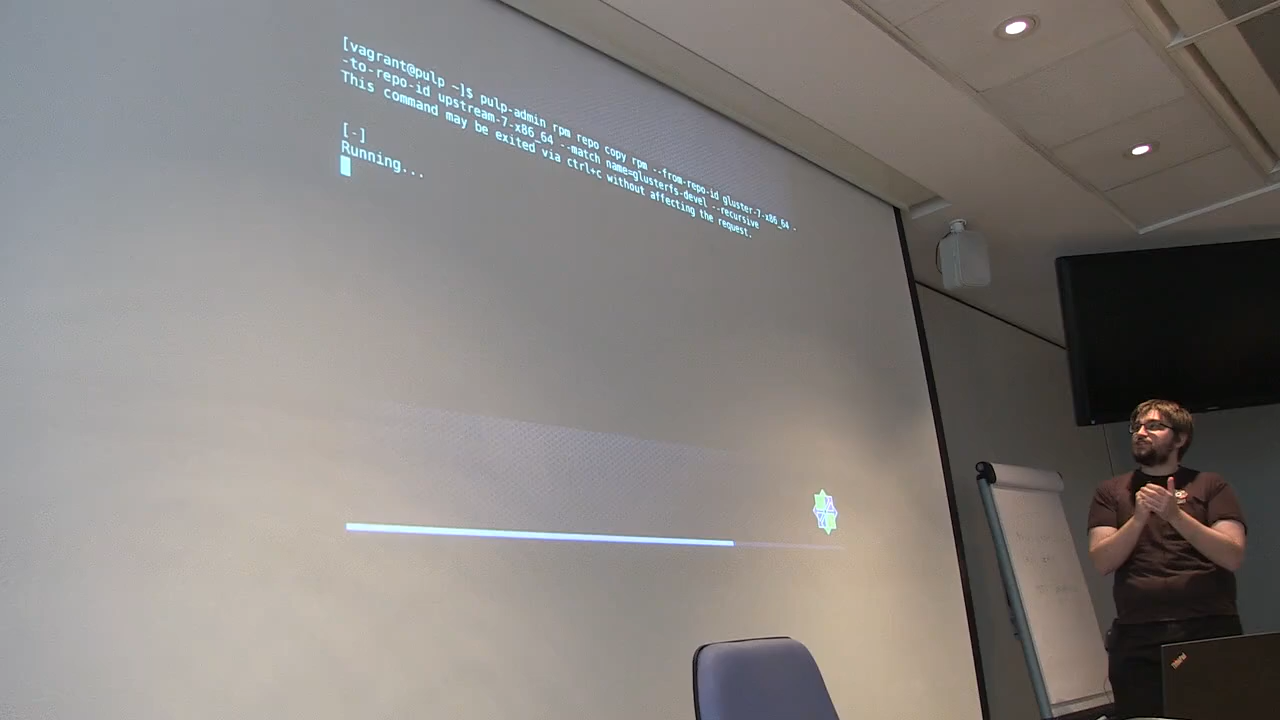 [vagrant@pulp ~]$ pulp-admin rpm repo copy rpm --from-repo-id gluster-7-x86_64 -
-to-repo-id upstream-7-x86_64 --match name=glusterfs-devel --recursive
This command may be exited via ctrl+c without affecting the request.
[-]
Running...
ThinkPad